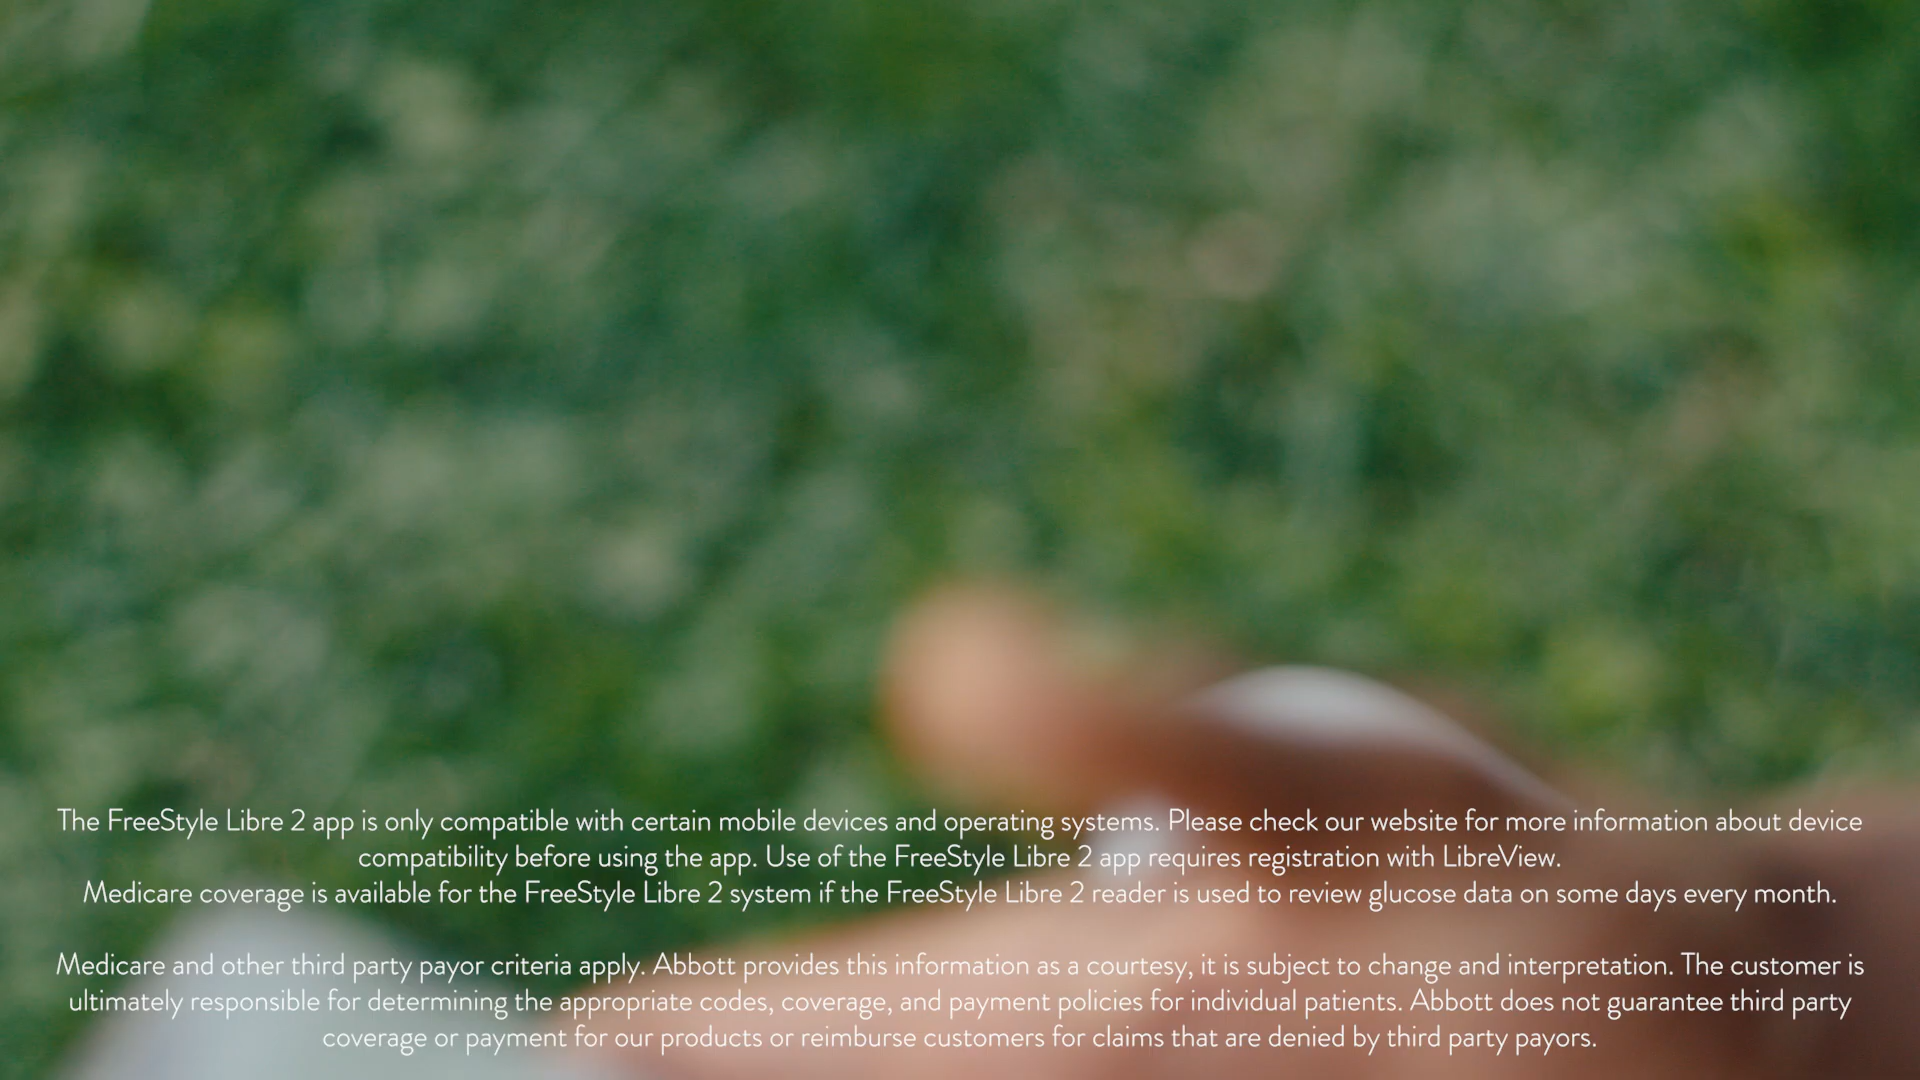 The FreeStyle Libre 2 app is only compatible with certain mobile devices and operating systems. Please check our website for more information about device
compatibility before using the app. Use of the FreeStyle Libre 2 app requires registration with LibreView.
Medicare coverage is available for the FreeStyle Libre 2 system if the FreeStyle Libre 2 reader is used to review glucose data on some days every month.
Medicare and other third party payor criteria apply. Abbott provides this information as a courtesy, it is subject to change and interpretation. The customer is
ultimately responsible for determining the appropriate codes, coverage, and payment policies for individual patients. Abbott does not guarantee third party
coverage or payment for our products or reimburse customers for claims that are denied by third party payors.